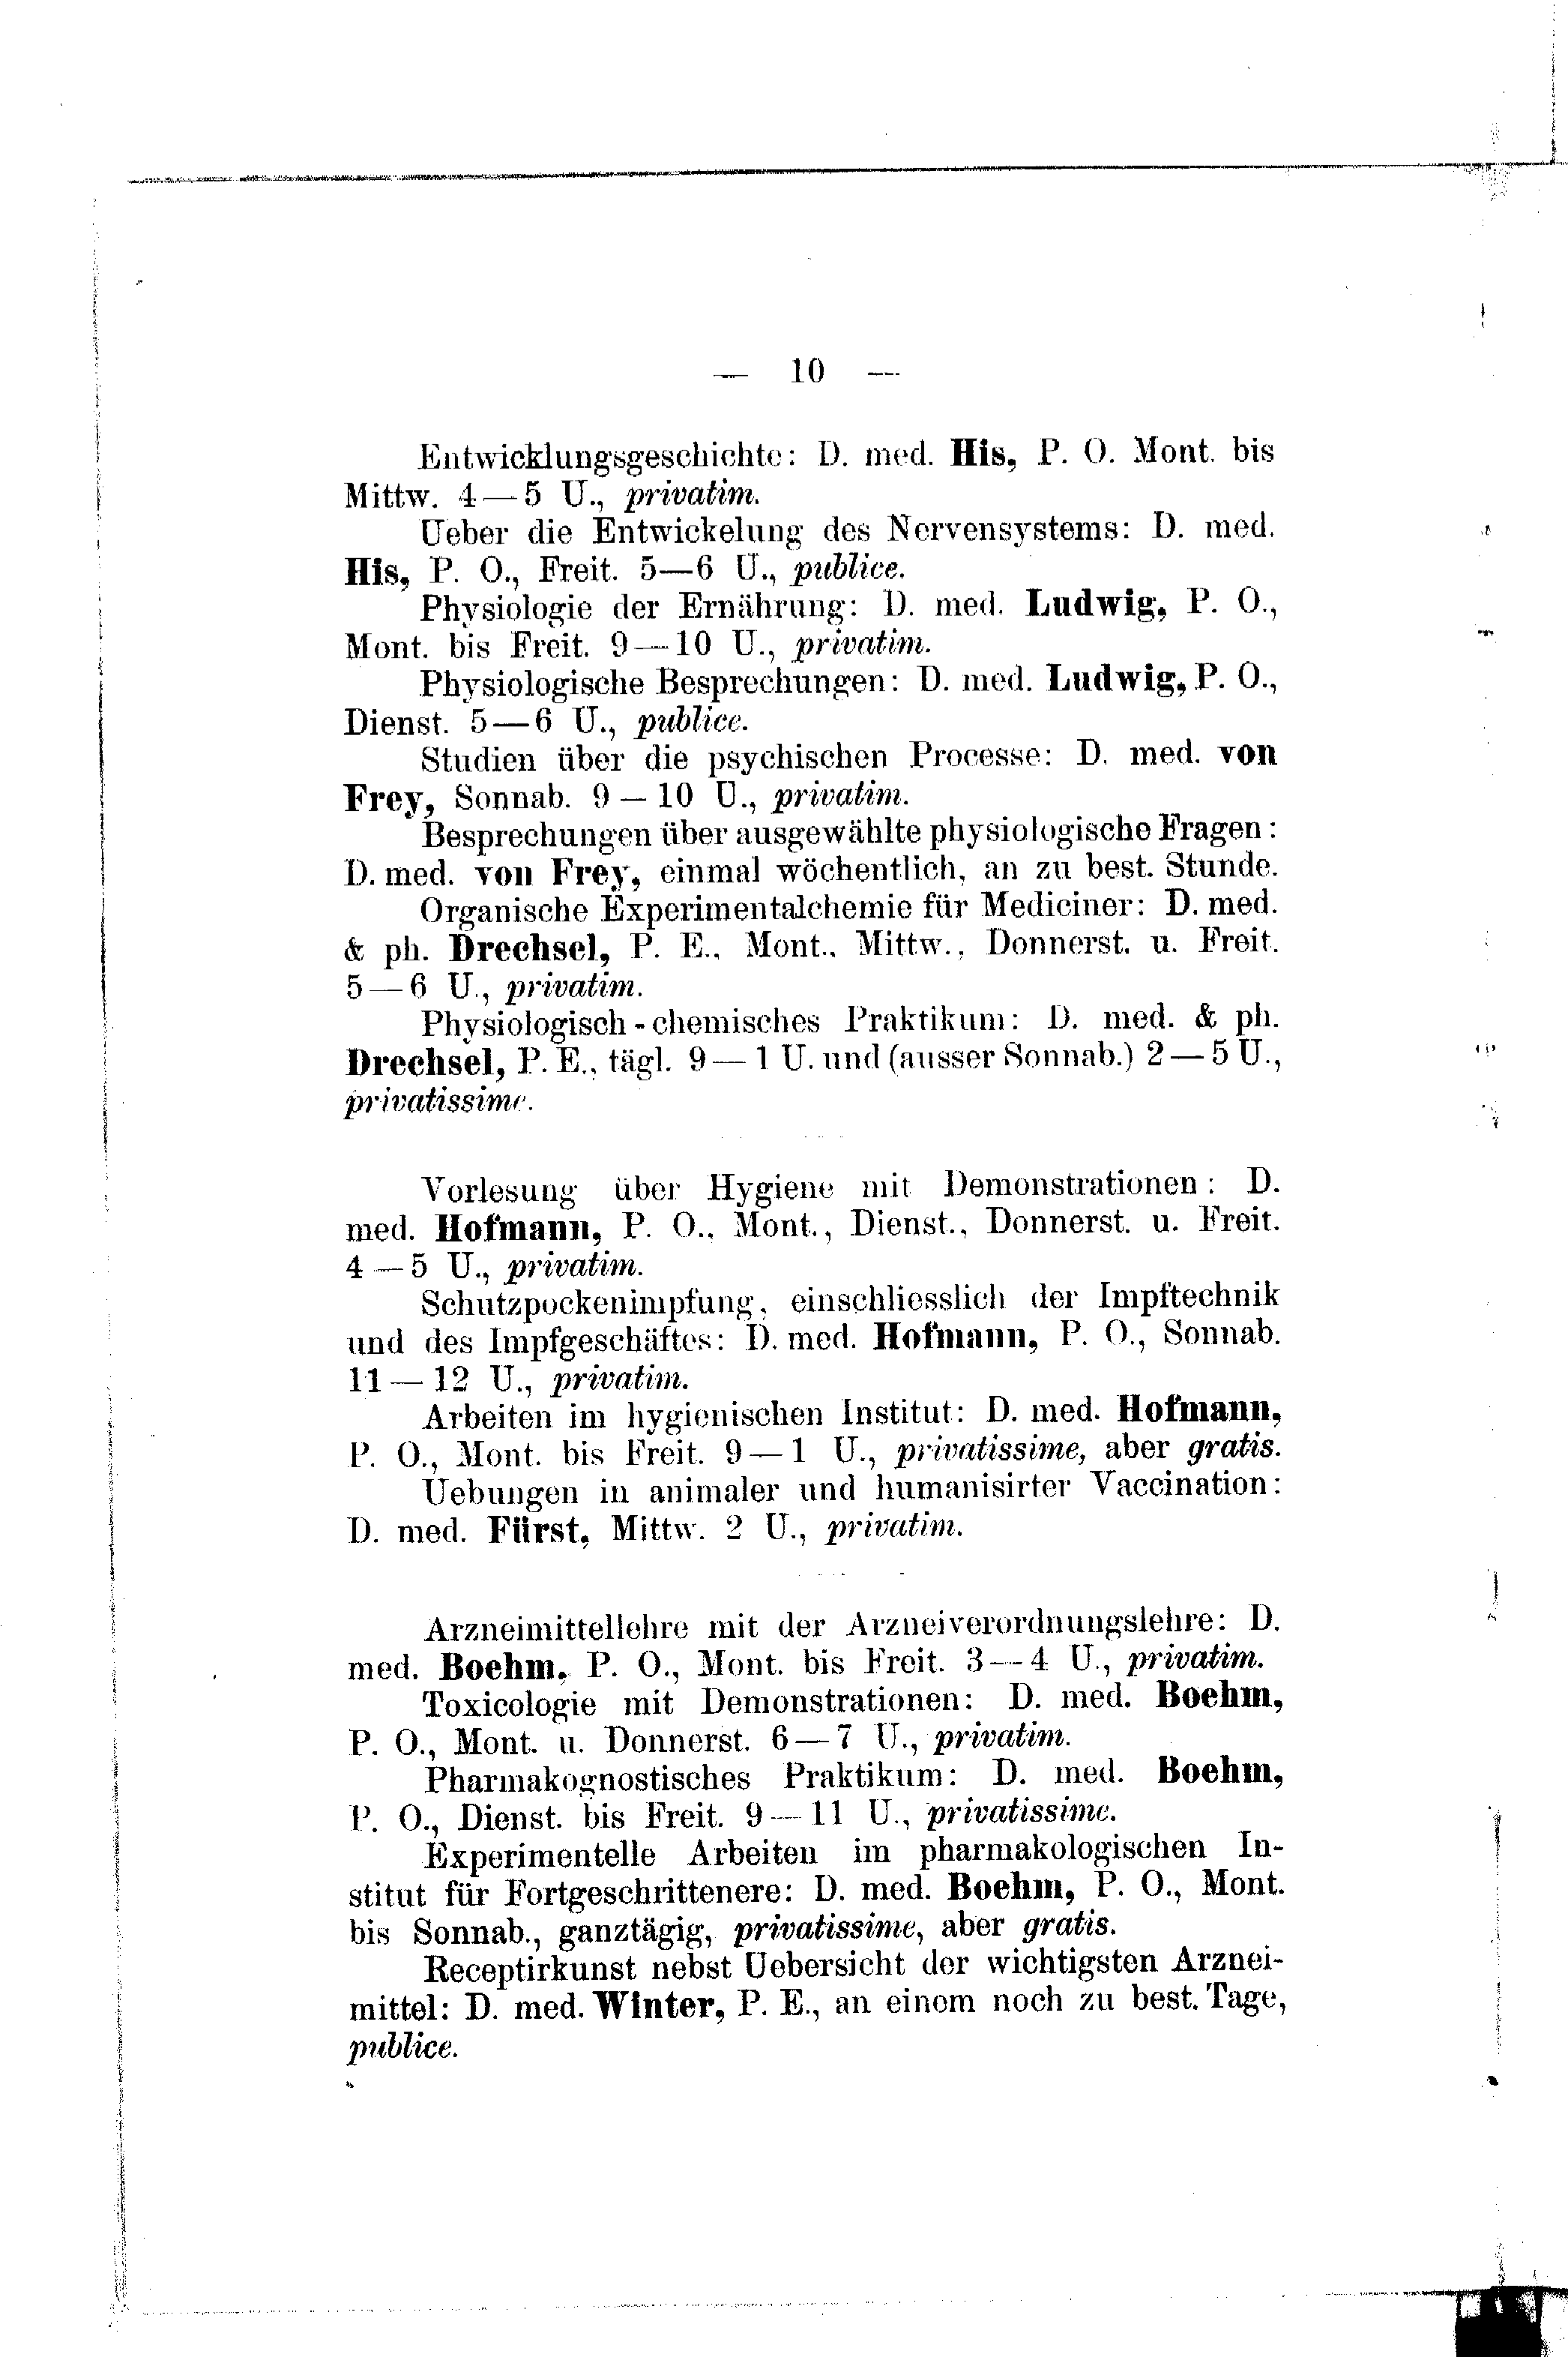 — 10 —
Entwicklungsgeschichte: D. med. His, P. O. Mont. bis
Mittw. 4—5 U., privatim.
Ueber die Entwickelung des Nervensystems: D. med.
His, P. O., Freit. 5—6 U., publice.
Physiologie der Ernährung: D. med. Ludwig, P. O.,
Mont. bis Freit. 9—10 U., privatim.
Physiologische Besprechungen: D. med. Ludwig, P. O.,
Dienst. 5—6 U., publice.
Studien über die psychischen Processe: D. med. von
Frey, Sonnab. 9—10 U., privatim.
Besprechungen über ausgewählte physiologische Fragen:
D. med. von Frey, einmal wöchentlich, an zu best. Stunde.
Organische Experimentalchemie für Mediciner: D. med.
& ph. Drechsel, P. E., Mont., Mittw., Donnerst. u. Freit.
5—6 U., privatim.
Physiologisch-chemisches Praktikum: D. med. & ph.
Drechsel, P. E., tägl. 9—1 U. und (ausser Sonnab.) 2—5 U.,
privatissime.
Vorlesung über Hygiene mit Demonstrationen: D.
med. Hofmann, P. O., Mont., Dienst., Donnerst. u. Freit.
4—5 U., privatim.
Schutzpockenimpfung, einschliesslich der Impftechnik
und des Impfgeschäftes: D. med. Hofmann, P. O., Sonnab.
11—12 U., privatim.
Arbeiten im hygienischen Institut: D. med. Hofmann,
P. O., Mont. bis Freit. 9—1 U., privatissime, aber gratis.
Uebungen in animaler und humanisirter Vaccination:
D. med. Fürst, Mittw. 2 U., privatim.
Arzneimittellehre mit der Arzneiverordnungslehre: D.
med. Boehm, P. O., Mont. bis Freit. 3—4 U., privatim.
Toxicologie mit Demonstrationen: D. med. Boehm,
P. O., Mont. u. Donnerst. 6—7 U., privatim.
Pharmakognostisches Praktikum: D. med. Boehm,
P. O., Dienst. bis Freit. 9—11 U., privatissime.
Experimentelle Arbeiten im pharmakologischen In-
stitut für Fortgeschrittenere: D. med. Boehm, P. O., Mont.
bis Sonnab., ganztägig, privatissime, aber gratis.
Receptirkunst nebst Uebersicht der wichtigsten Arznei-
mittel: D. med. Winter, P. E., an einem noch zu best. Tage,
publice.